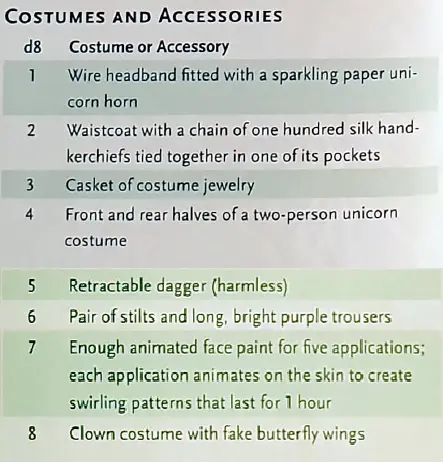 COSTUMES AND ACCESSORIES
d8 Costume or Accessory
1 Wire headband fitted with a sparkling paper uni-
corn horn
2 Waistcoat with a chain of one hundred silk hand-
kerchiefs tied together in one of its pockets
3 Casket of costume jewelry
4 Front and rear halves of a two-person unicorn
costume
5 Retractable dagger (harmless)
6 Pair of stilts and long, bright purple trousers
7 Enough animated face paint for five applications;
each application animates on the skin to create
swirling patterns that last for 1 hour
8 Clown costume with fake butterfly wings